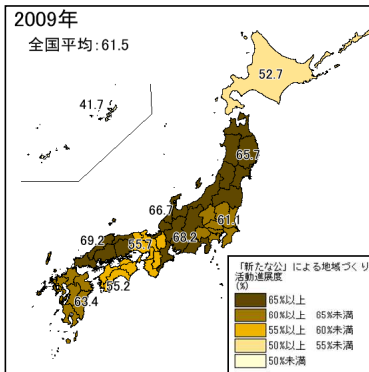 2009年
全国平均:61.5
52.7
41.7
65.7
66.7
61.1
69.2
55.7
68.2
55.2
63.4
「新たな公」による地域づくり
活動進展度
(%)
65%以上
60%以上 65%未満
55%以上 60%未満
50%以上 55%未満
50%未満